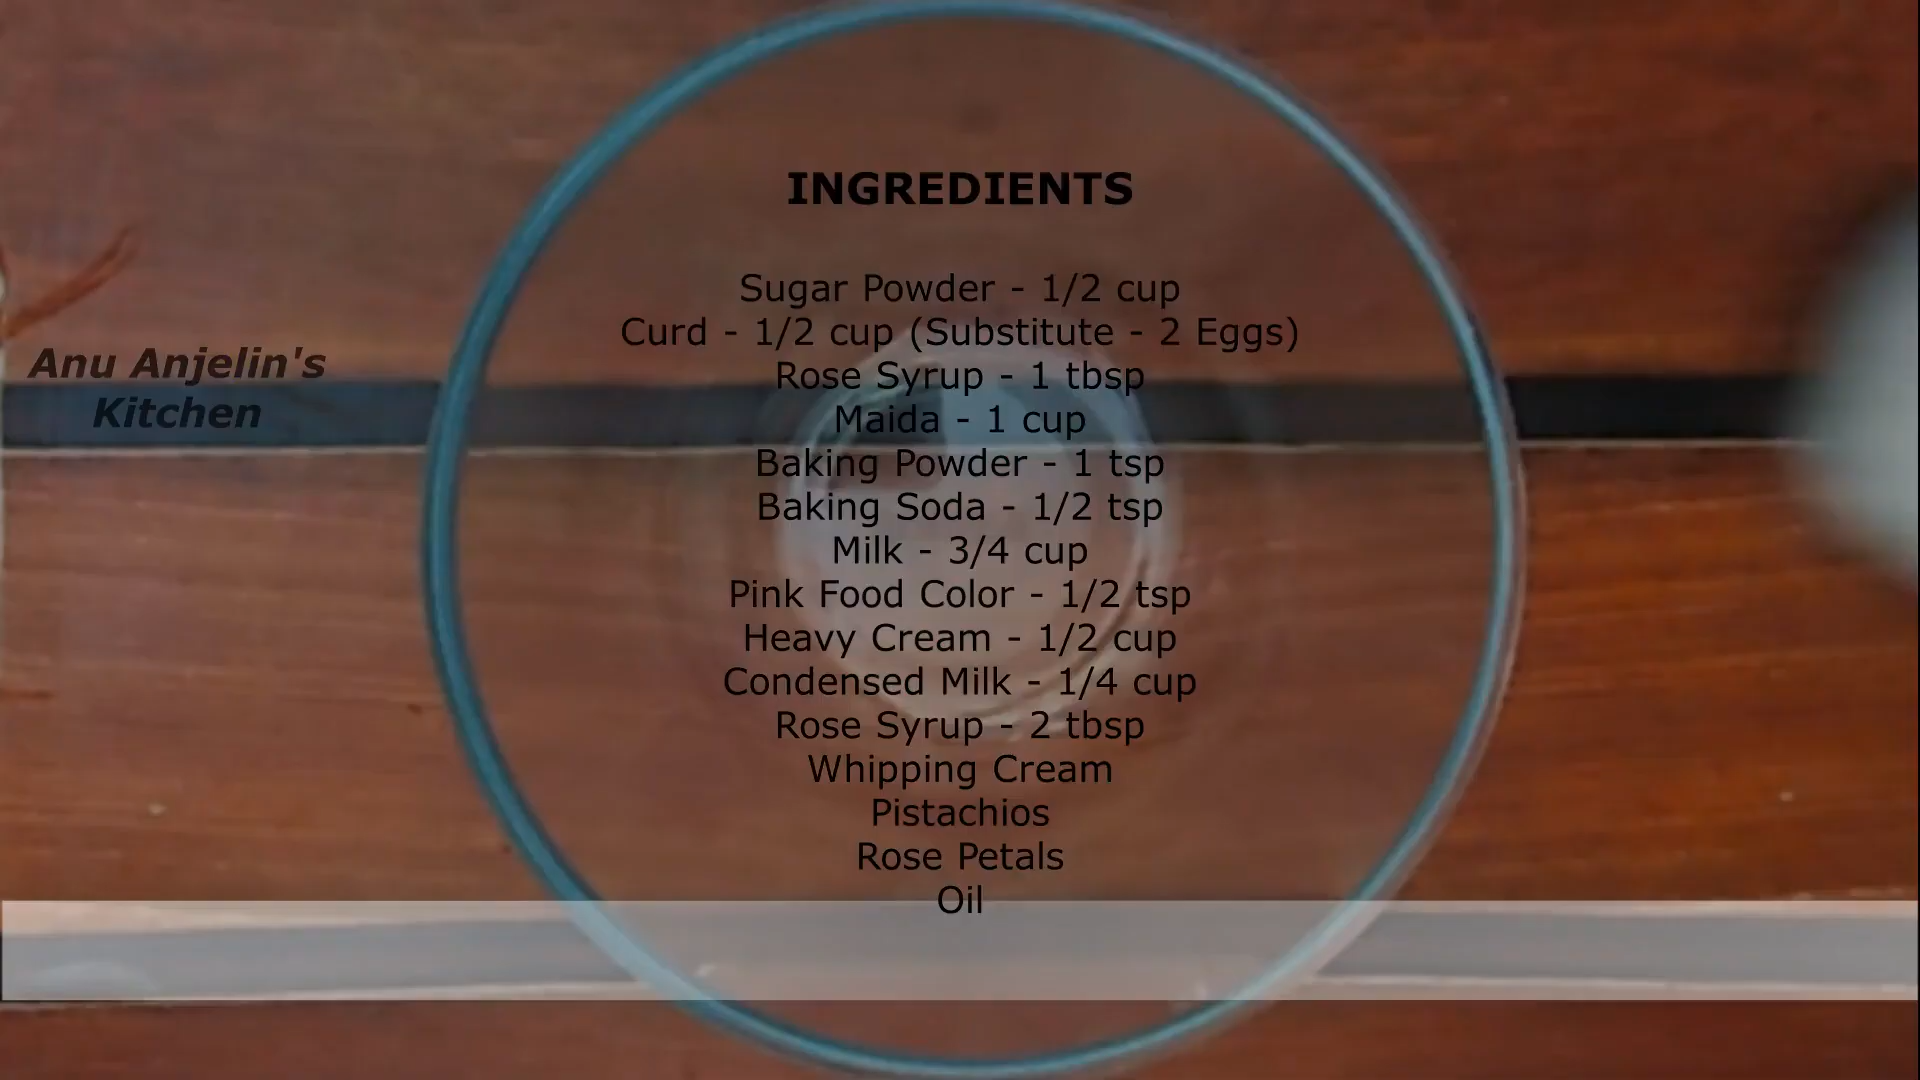 INGREDIENTS
Sugar Powder - 1/2 cup
Curd - 1/2 cup (Substitute - 2 Eggs)
Rose Syrup - 1 tbsp
Maida - 1 cup
Baking Powder - 1 tsp
Baking Soda - 1/2 tsp
Milk - 3/4 cup
Pink Food Color - 1/2 tsp
Heavy Cream - 1/2 cup
Condensed Milk - 1/4 cup
Rose Syrup - 2 tbsp
Whipping Cream
Pistachios
Rose Petals
Oil
Anu Anjelin's
Kitchen